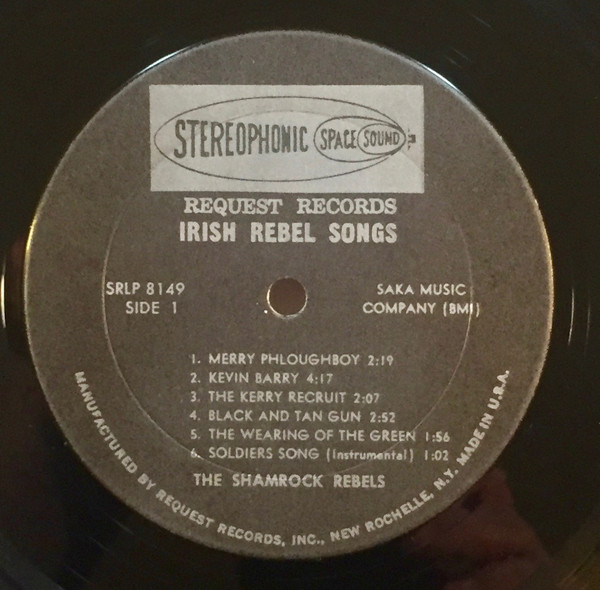 STEREOPHONIC SPACE SOUND
REQUEST RECORDS
IRISH REBEL SONGS
SRLP 8149
SIDE 1
SAKA MUSIC
COMPANY (BMI)
1. MERRY PHLOUGHBOY 2:19
2. KEVIN BARRY 4:17
3. THE KERRY RECRUIT 2:07
4. BLACK AND TAN GUN 2:52
5. THE WEARING OF THE GREEN 1:56
6. SOLDIERS SONG (Instrumental) 1:02
THE SHAMROCK REBELS
MANUFACTURED BY REQUEST RECORDS, INC., NEW ROCHELLE, N.Y. MADE IN U.S.A.